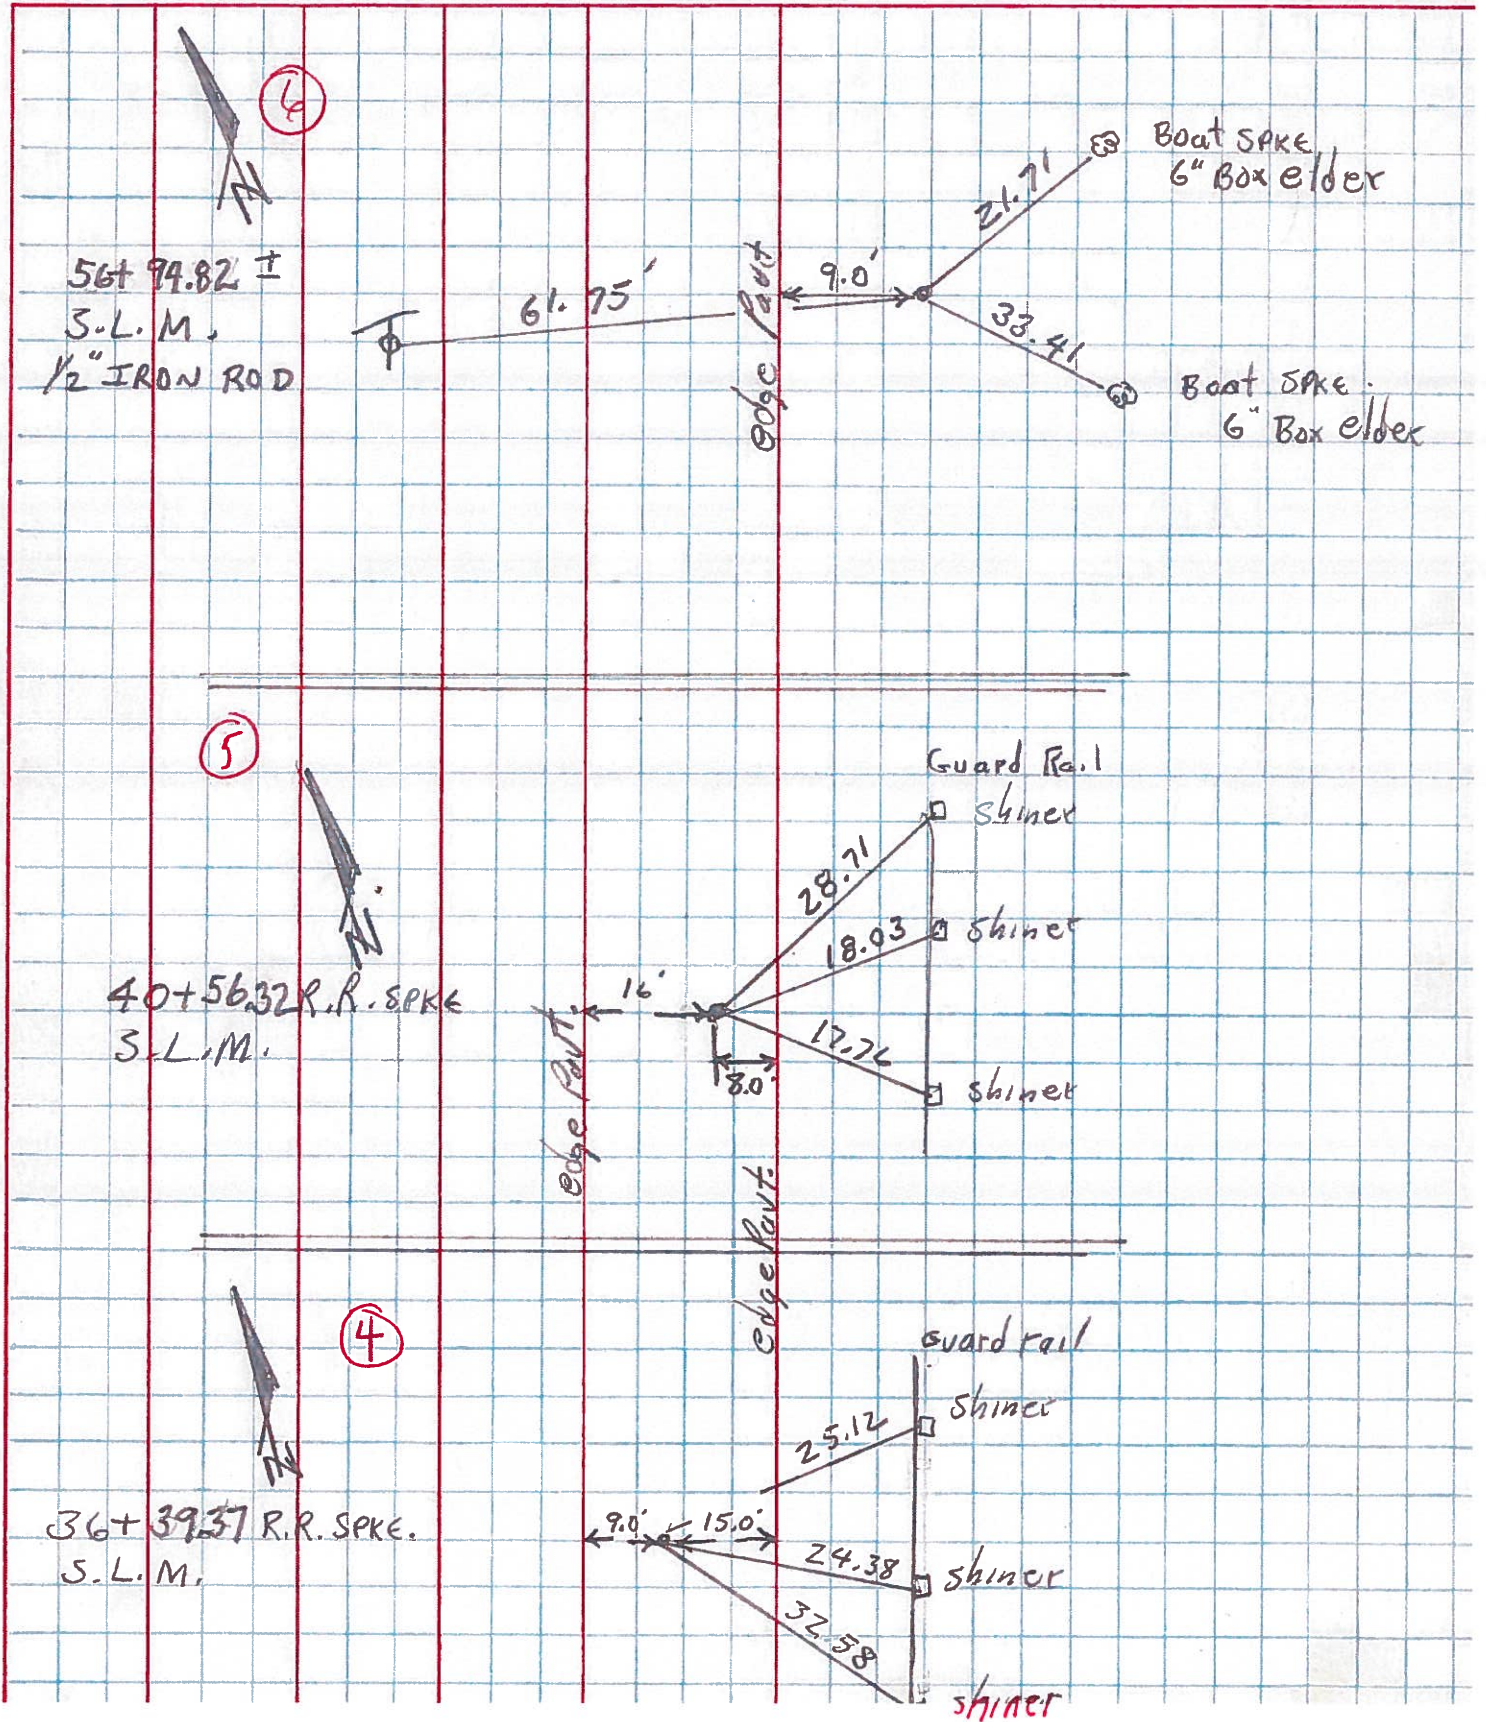 6
N
Boat SPKE
6" Box elder
56+ 94.82 ±
S.L.M.
1/2" IRON ROD
61.75'
edge Pavt
9.0'
21.71
33.41
Boat SPKE.
6" Box elder
5
N
Guard Rail
shiner
28.71
18.03
shiner
40+56.32 R.R. SPKE
S.L.M.
16'
edge Pavt.
8.0'
17.76
shiner
edge Pavt.
4
N
Guard rail
shiner
25.12
36+39.37 R.R. SPKE.
S.L.M.
9.0'
15.0'
24.38
shiner
32.58
shiner